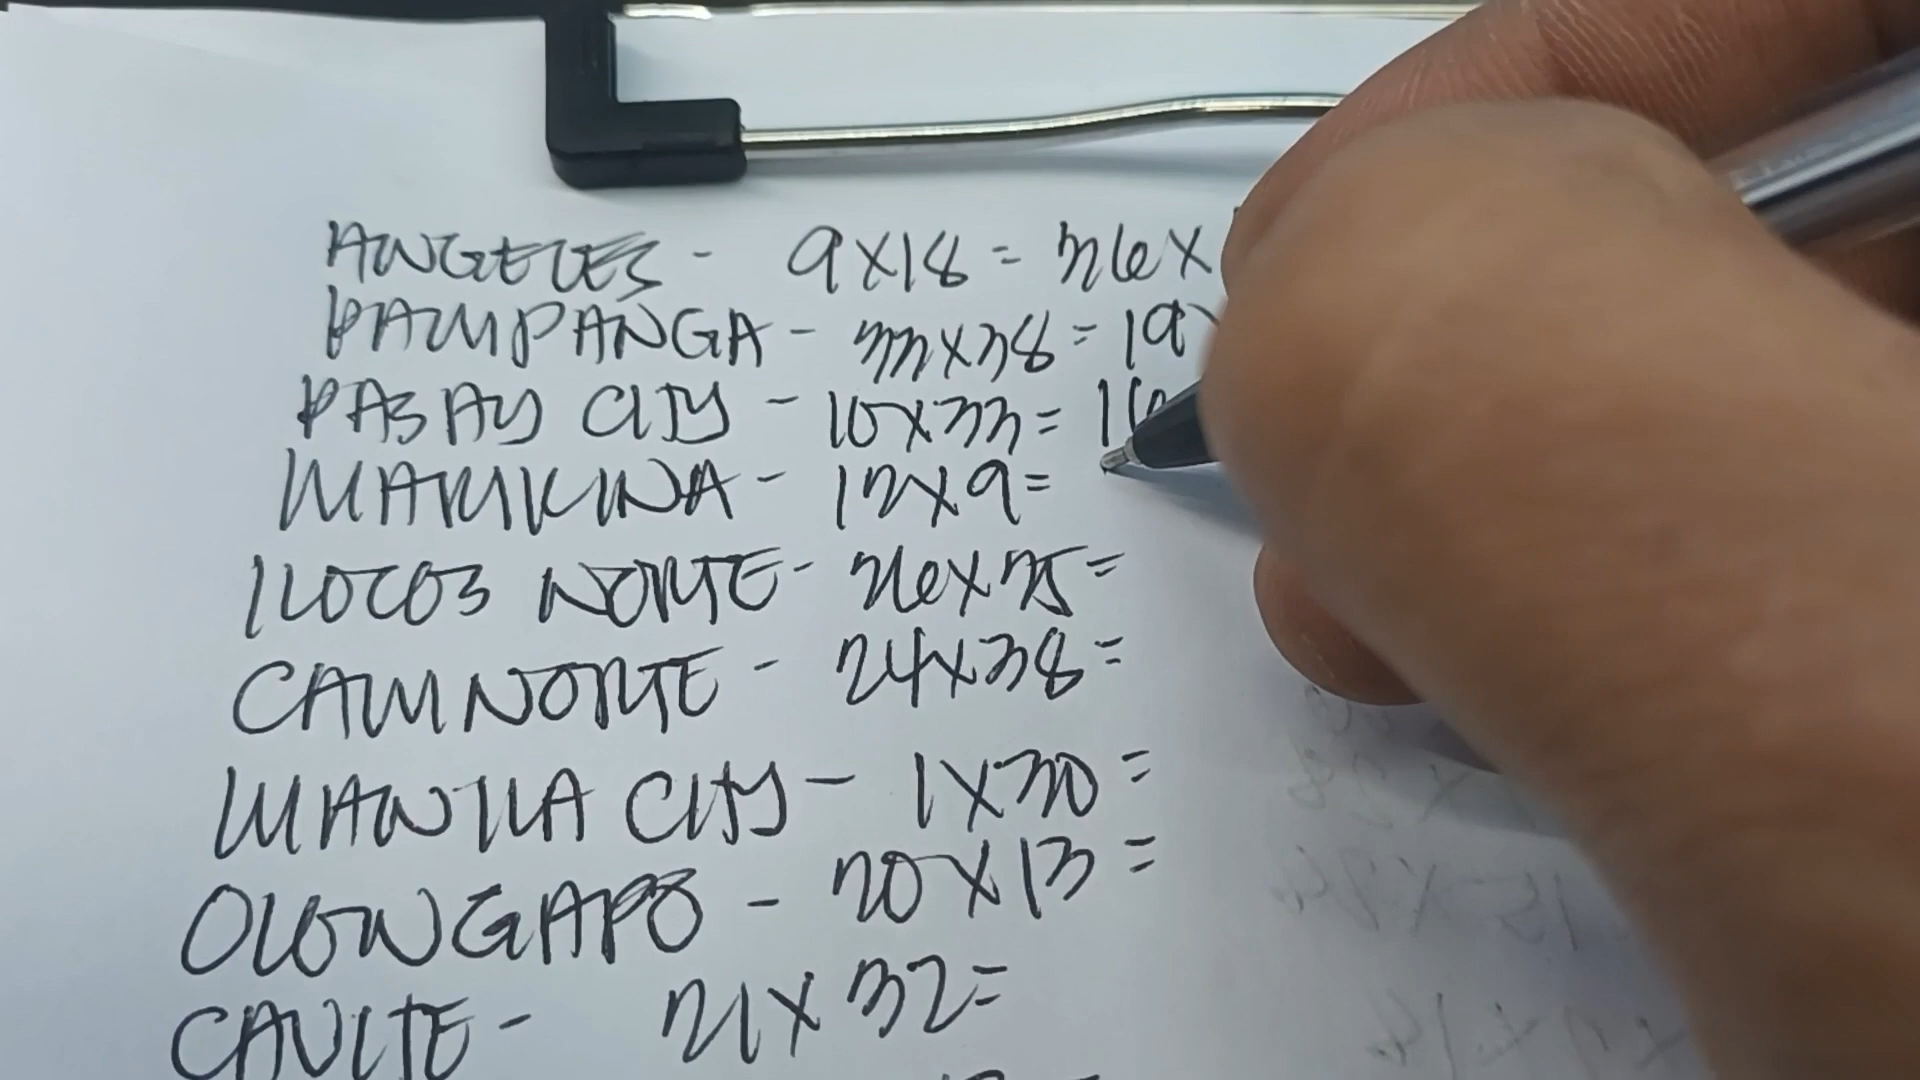 ANGELES - 9X18 = 36X
PAMPANGA - 33X38 = 19
PASAY CITY - 10X33 = 16
MARIKINA - 12X9=
ILOCOS NORTE - 26X35=
CAM NORTE - 24X38=
MANILA CITY - 1X30=
OLONGAPO - 20X13=
CAVITE - 21X32=